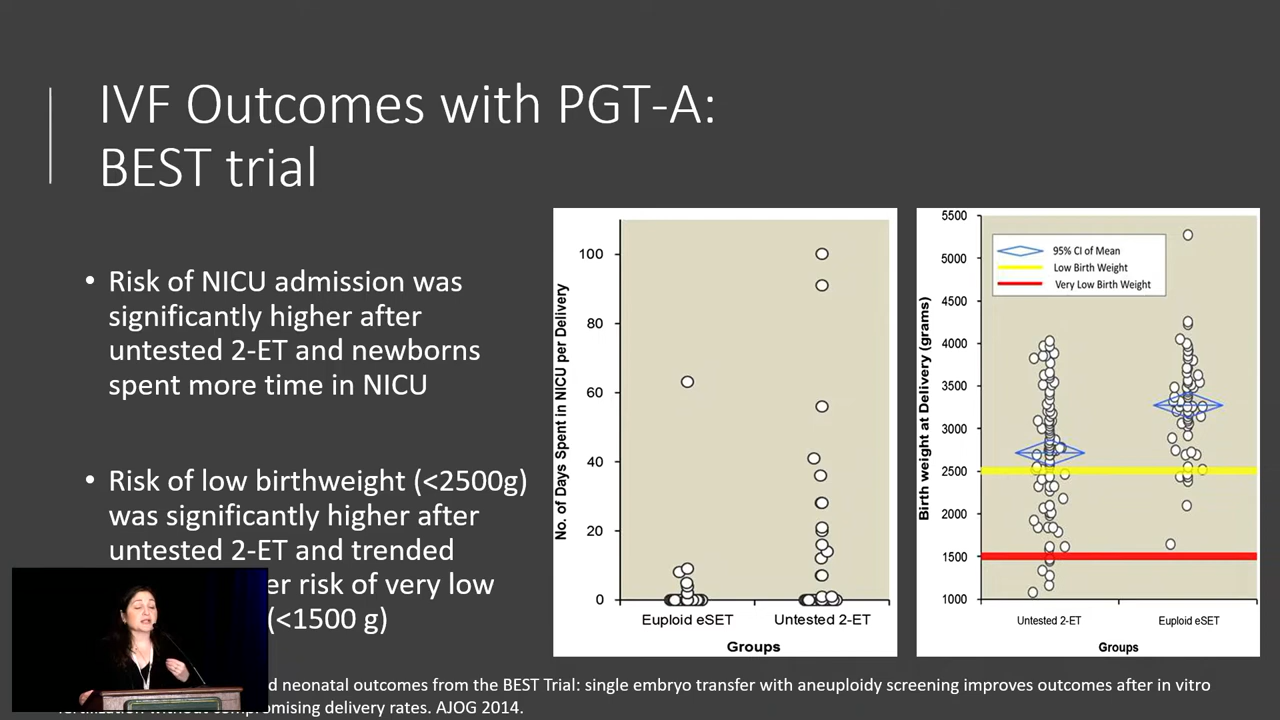 IVF Outcomes with PGT-A:
BEST trial
• Risk of NICU admission was
significantly higher after
untested 2-ET and newborns
spent more time in NICU
• Risk of low birthweight (<2500g)
was significantly higher after
untested 2-ET and trended
risk of very low
(<1500 g)
No. of Days Spent in NICU per Delivery
100
80
60
40
20
0
Euploid eSET
Untested 2-ET
Groups
Birth weight at Delivery (grams)
5500
5000
4500
4000
3500
3000
2500
2000
1500
1000
95% CI of Mean
Low Birth Weight
Very Low Birth Weight
Untested 2-ET
Euploid eSET
Groups
neonatal outcomes from the BEST Trial: single embryo transfer with aneuploidy screening improves outcomes after in vitro
fertilization without compromising delivery rates. AJOG 2014.